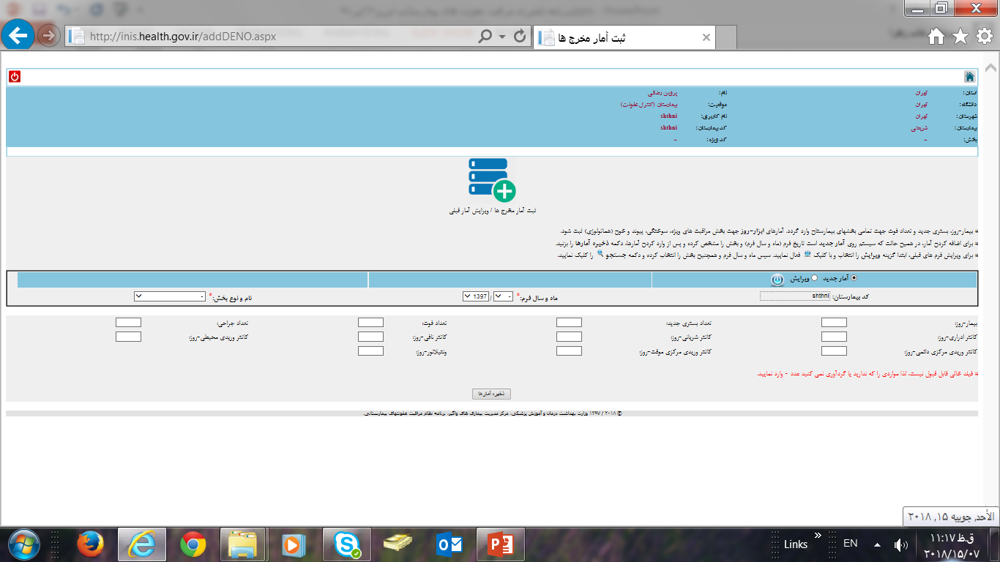 http://inis.health.gov.ir/addDENO.aspx
ثبت آمار مخرج ها
استان: تهران نام: پروین رضائی
دانشگاه: تهران موقعیت: بیمارستان (کنترل عفونت)
شهرستان: تهران نام کاربری: shthni
بیمارستان: شریعتی کد بیمارستان: shthni
بخش: - کد ویژه: -
ثبت آمار مخرج ها / ویرایش آمار قبلی
بیمار-روز، بستری جدید و تعداد فوت جهت تمامی بخشهای بیمارستان وارد گردد. آمارهای ابزار-روز جهت بخش مراقبت های ویژه، سوختگی، پیوند و خون (هماتولوژی) ثبت شود.
برای اضافه کردن آمار، در همین حالت که سیستم روی آمار جدید است تاریخ فرم (ماه و سال فرم) و بخش را مشخص کرده و پس از وارد کردن آمارها، دکمه ذخیره آمارها را بزنید.
برای ویرایش فرم های قبلی، ابتدا گزینه ویرایش را انتخاب و با کلیک فعال نمایید. سپس ماه و سال فرم و همچنین بخش را انتخاب کرده و دکمه جستجو را کلیک نمایید.
آمار جدید ویرایش
کد بیمارستان: shthni ماه و سال فرم:* - / 1397 نام و نوع بخش:* -
بیمار-روز: تعداد بستری جدید: تعداد فوت: تعداد جراحی:
کاتتر ادراری-روز: کاتتر شریانی-روز: کاتتر نافی-روز: کاتتر وریدی محیطی-روز:
کاتتر وریدی مرکزی دائمی-روز: کاتتر وریدی مرکزی موقت-روز: ونتیلاتور-روز:
فیلد خالی قابل قبول نیست، لذا مواردی را که ندارید یا گردآوری نمی کنید عدد ۰ وارد نمایید.
ذخیره آمارها
© ۲۰۱۸ / ۱۳۹۷ وزارت بهداشت درمان و آموزش پزشکی، مرکز مدیریت بیماری های واگیر، برنامه نظام مراقبت عفونتهای بیمارستانی.
الأحد, جوييه ۱۵, ۲۰۱۸
Links EN ق.ظ ۱۱:۱۷
۲۰۱۸/۱۵/۰۷